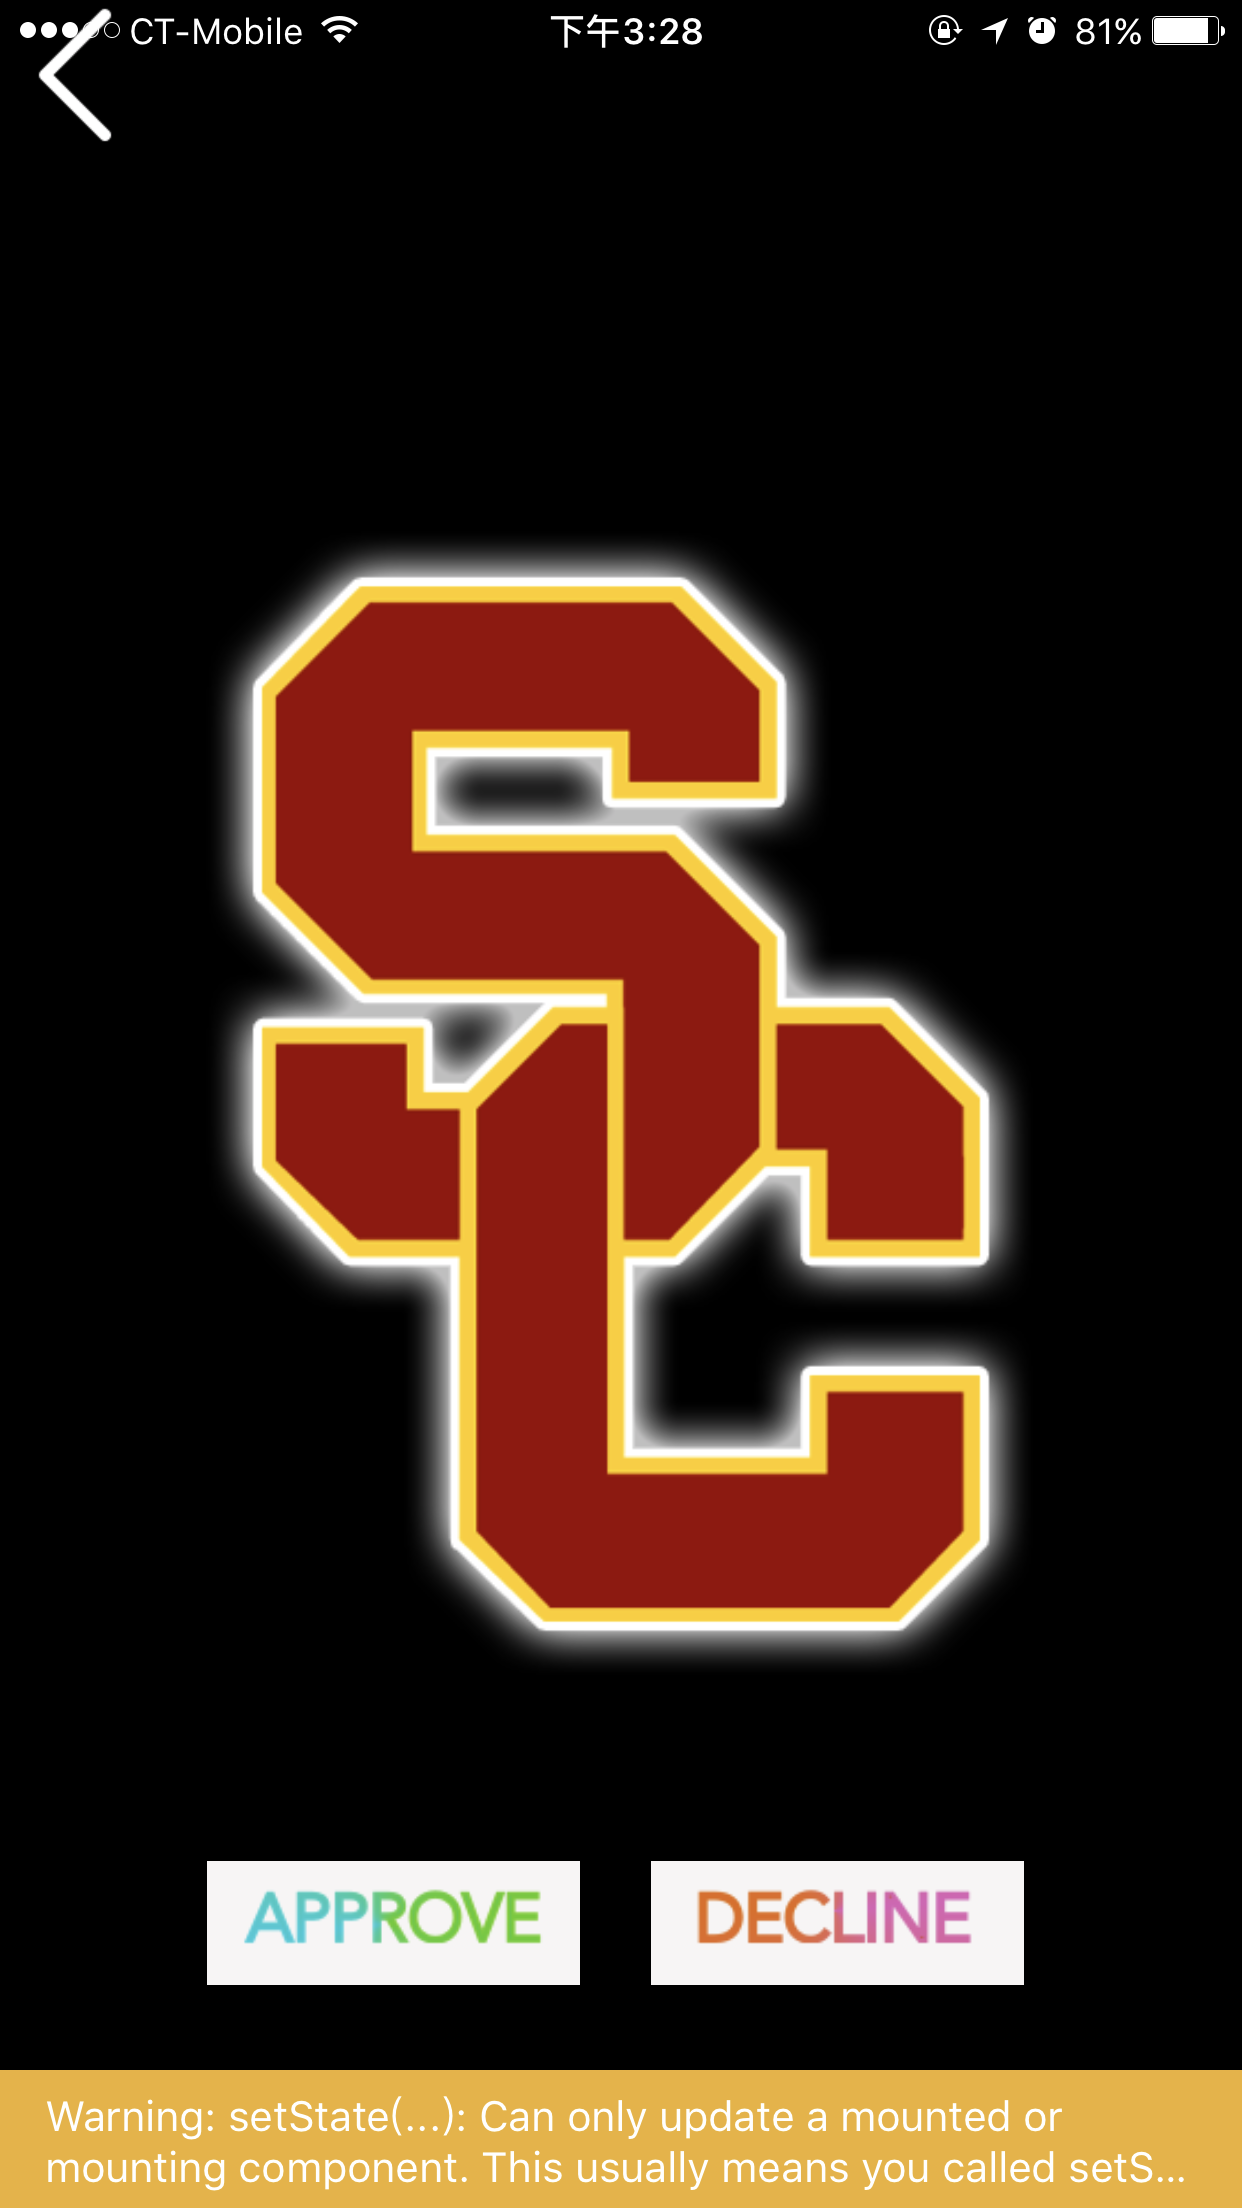 CT-Mobile 下午3:28 81%
SC
APPROVE DECLINE
Warning: setState(...): Can only update a mounted or
mounting component. This usually means you called setS...